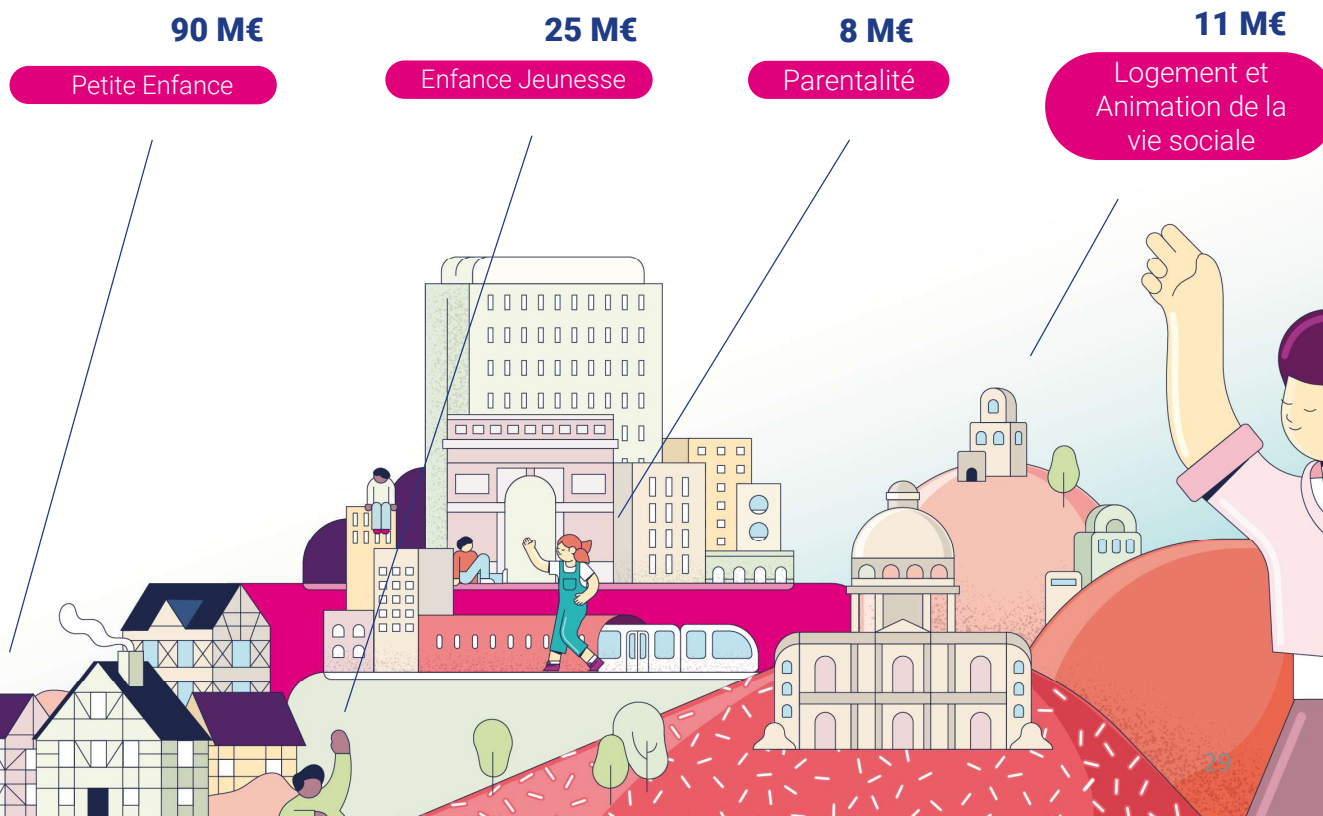 90 M€
Petite Enfance
25 M€
Enfance Jeunesse
8 M€
Parentalité
11 M€
Logement et
Animation de la
vie sociale
29